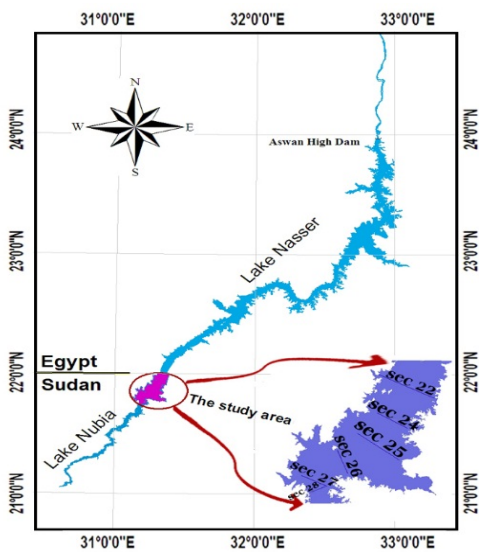 31°0'0"E 32°0'0"E 33°0'0"E
N
W E
S
24°0'0"N 24°0'0"N
Aswan High Dam
23°0'0"N 23°0'0"N
Lake Nasser
Egypt
22°0'0"N 22°0'0"N
Sudan
The study area
Lake Nubia
sec 22
sec 24
sec 25
sec 26
sec 27
sec 28
21°0'0"N 21°0'0"N
31°0'0"E 32°0'0"E 33°0'0"E